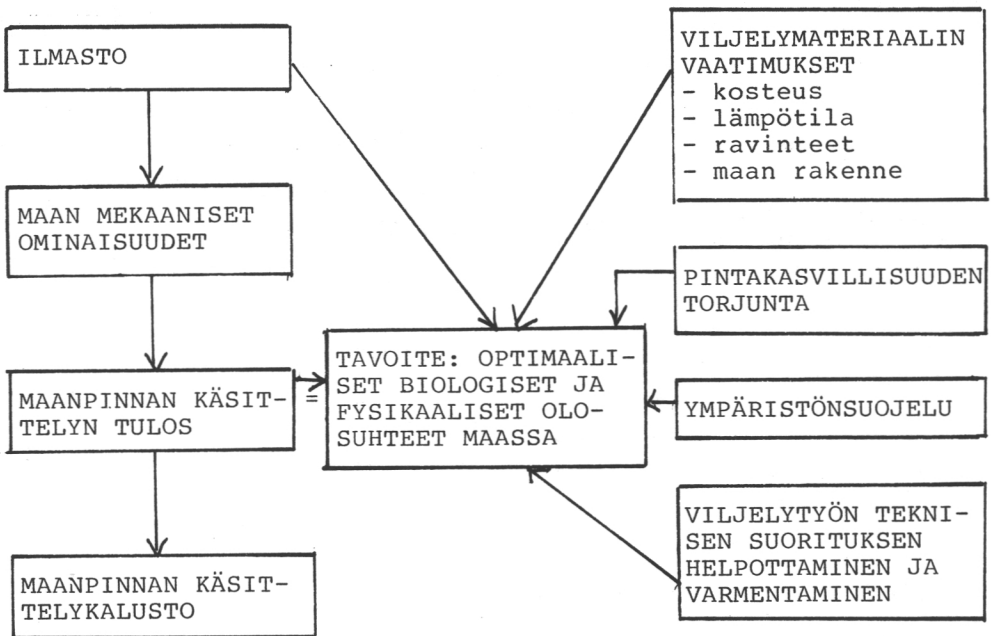 ILMASTO
MAAN MEKAANISET
OMINAISUUDET
MAANPINNAN KÄSIT-
TELYN TULOS
MAANPINNAN KÄSIT-
TELYKALUSTO
=
TAVOITE: OPTIMAALI-
SET BIOLOGISET JA
FYSIKAALISET OLO-
SUHTEET MAASSA
VILJELYMATERIAALIN
VAATIMUKSET
- kosteus
- lämpötila
- ravinteet
- maan rakenne
PINTAKASVILLISUUDEN
TORJUNTA
YMPÄRISTÖNSUOJELU
VILJELYTYÖN TEKNI-
SEN SUORITUKSEN
HELPOTTAMINEN JA
VARMENTAMINEN